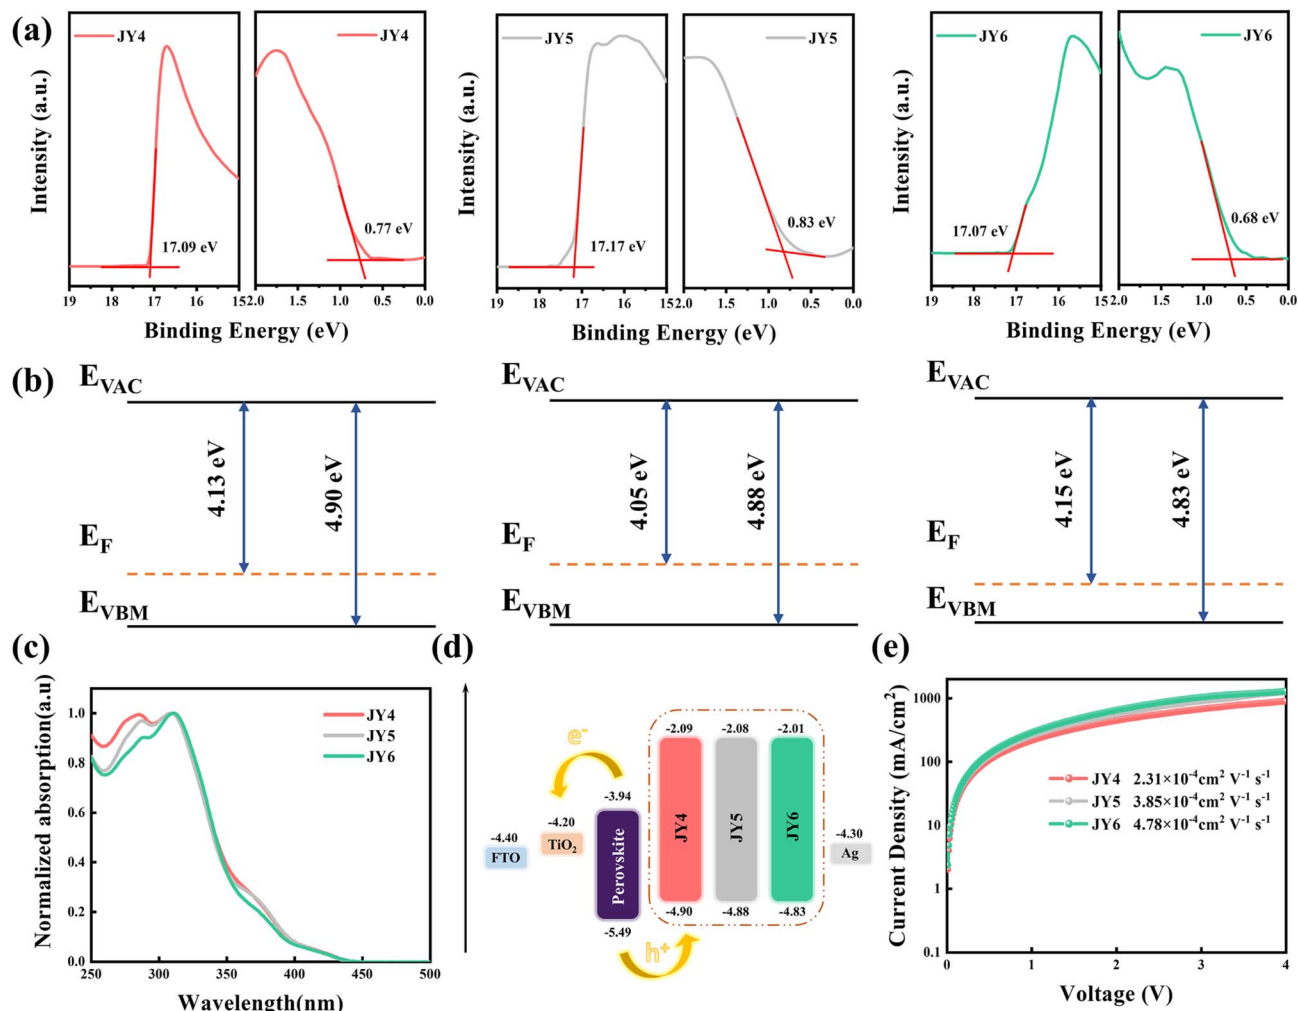 (a)
JY4
JY4
Intensity (a.u.)
17.09 eV
0.77 eV
19 18 17 16 15
2.0 1.5 1.0 0.5 0.0
Binding Energy (eV)
JY5
JY5
Intensity (a.u.)
17.17 eV
0.83 eV
19 18 17 16 15
2.0 1.5 1.0 0.5 0.0
Binding Energy (eV)
JY6
JY6
Intensity (a.u.)
17.07 eV
0.68 eV
19 18 17 16 15
2.0 1.5 1.0 0.5 0.0
Binding Energy (eV)
(b)
E_VAC
4.13 eV
4.90 eV
E_F
E_VBM
E_VAC
4.05 eV
4.88 eV
E_F
E_VBM
E_VAC
4.15 eV
4.83 eV
E_F
E_VBM
(c)
Normalized absorption(a.u)
1.0
0.8
0.6
0.4
0.2
0.0
JY4
JY5
JY6
250 300 350 400 450 500
Wavelength(nm)
(d)
e⁻
-4.40
FTO
-4.20
TiO₂
-3.94
Perovskite
-5.49
h⁺
-2.09
JY4
-4.90
-2.08
JY5
-4.88
-2.01
JY6
-4.83
-4.30
Ag
(e)
Current Density (mA/cm²)
1000
100
10
1
0.1
JY4 2.31×10⁻⁴cm² V⁻¹ s⁻¹
JY5 3.85×10⁻⁴cm² V⁻¹ s⁻¹
JY6 4.78×10⁻⁴cm² V⁻¹ s⁻¹
0 1 2 3 4
Voltage (V)